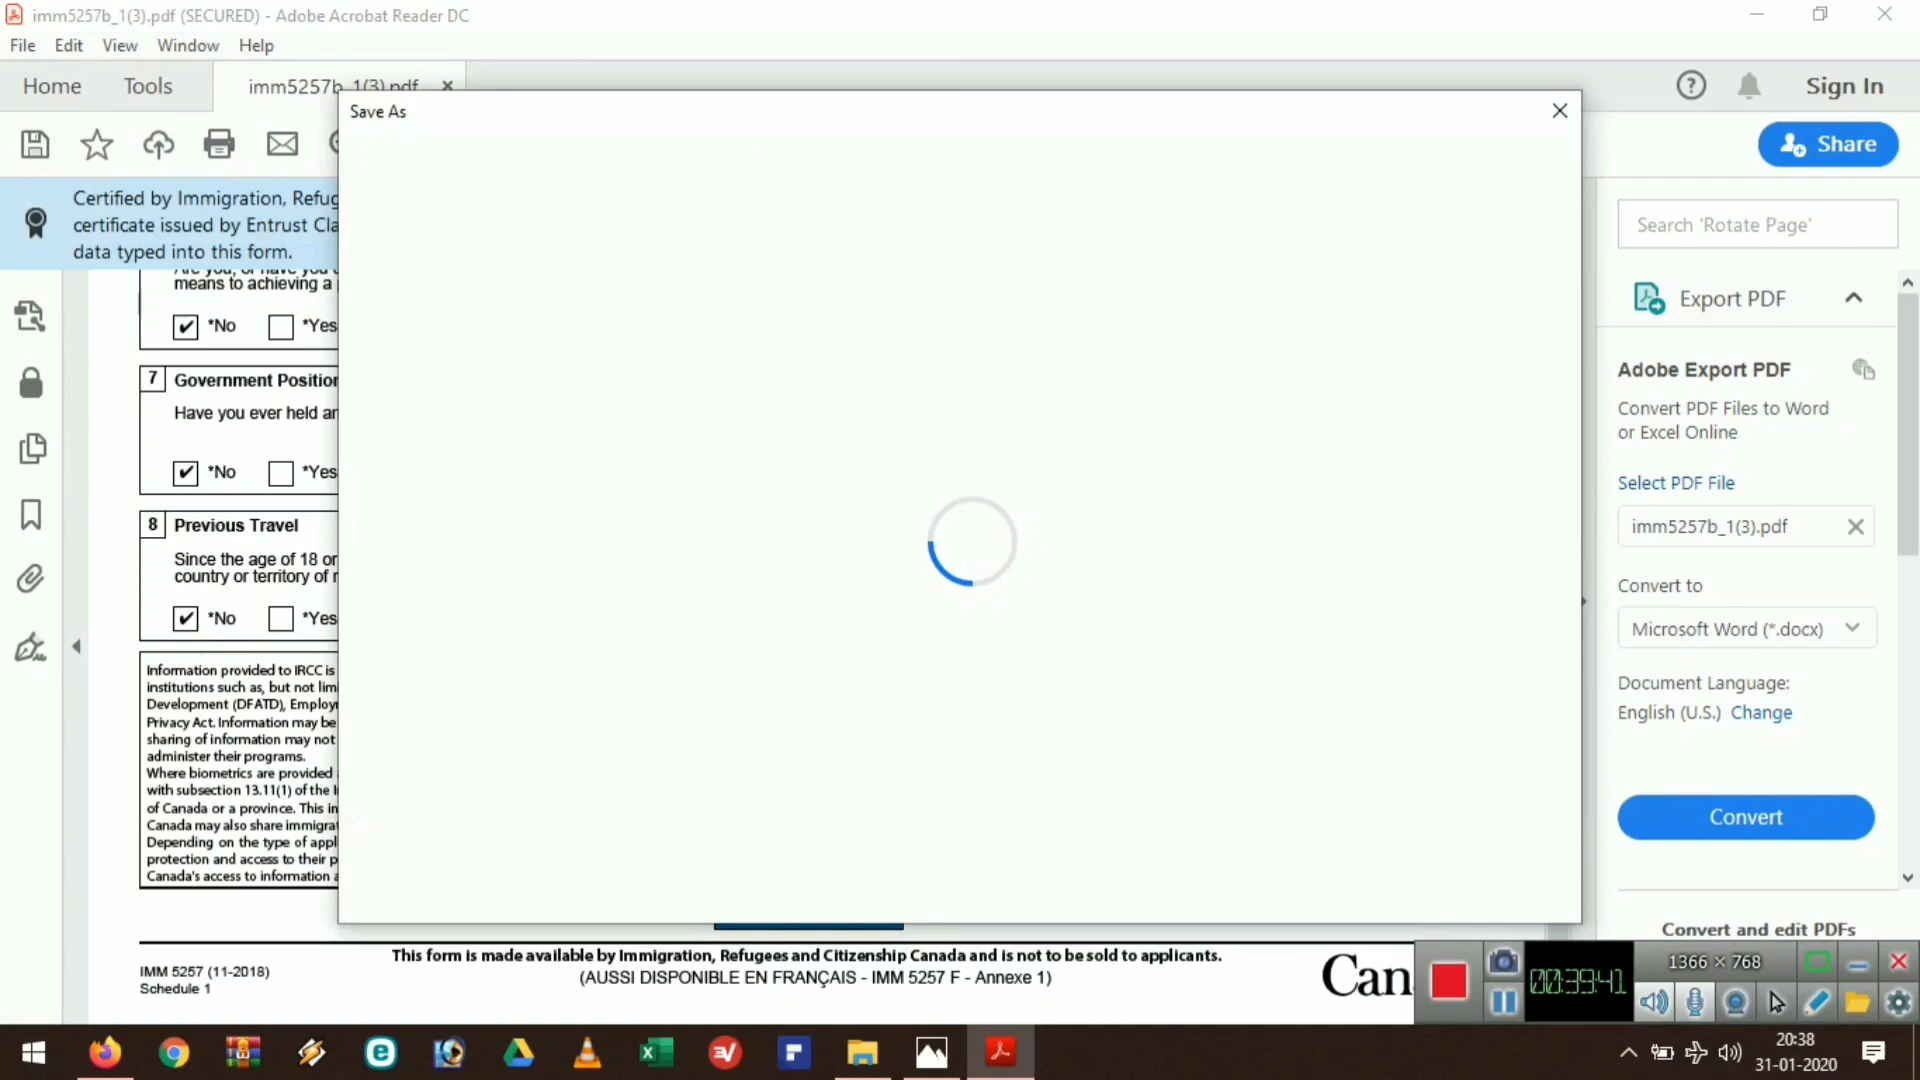 imm5257b_1(3).pdf (SECURED) - Adobe Acrobat Reader DC
File Edit View Window Help
Home Tools imm5257b_1(3).pdf Sign In
Save As
Share
Certified by Immigration, Refug
certificate issued by Entrust Cla
data typed into this form.
Search 'Rotate Page'
Are you, or have you
means to achieving a
*No *Yes
7 Government Position
Have you ever held an
*No *Yes
8 Previous Travel
Since the age of 18 or
country or territory of
*No *Yes
Information provided to IRCC is
institutions such as, but not lim
Development (DFATD), Employ
Privacy Act. Information may be
sharing of information may not
administer their programs.
Where biometrics are provided
with subsection 13.11(1) of the I
of Canada or a province. This in
Canada may also share immigrat
Depending on the type of appl
protection and access to their p
Canada's access to information a
Export PDF
Adobe Export PDF
Convert PDF Files to Word
or Excel Online
Select PDF File
imm5257b_1(3).pdf
Convert to
Microsoft Word (*.docx)
Document Language:
English (U.S.) Change
Convert
Convert and edit PDFs
This form is made available by Immigration, Refugees and Citizenship Canada and is not to be sold to applicants.
(AUSSI DISPONIBLE EN FRANÇAIS - IMM 5257 F - Annexe 1)
IMM 5257 (11-2018)
Schedule 1
Can
00:39:41
1366 × 768
20:38
31-01-2020